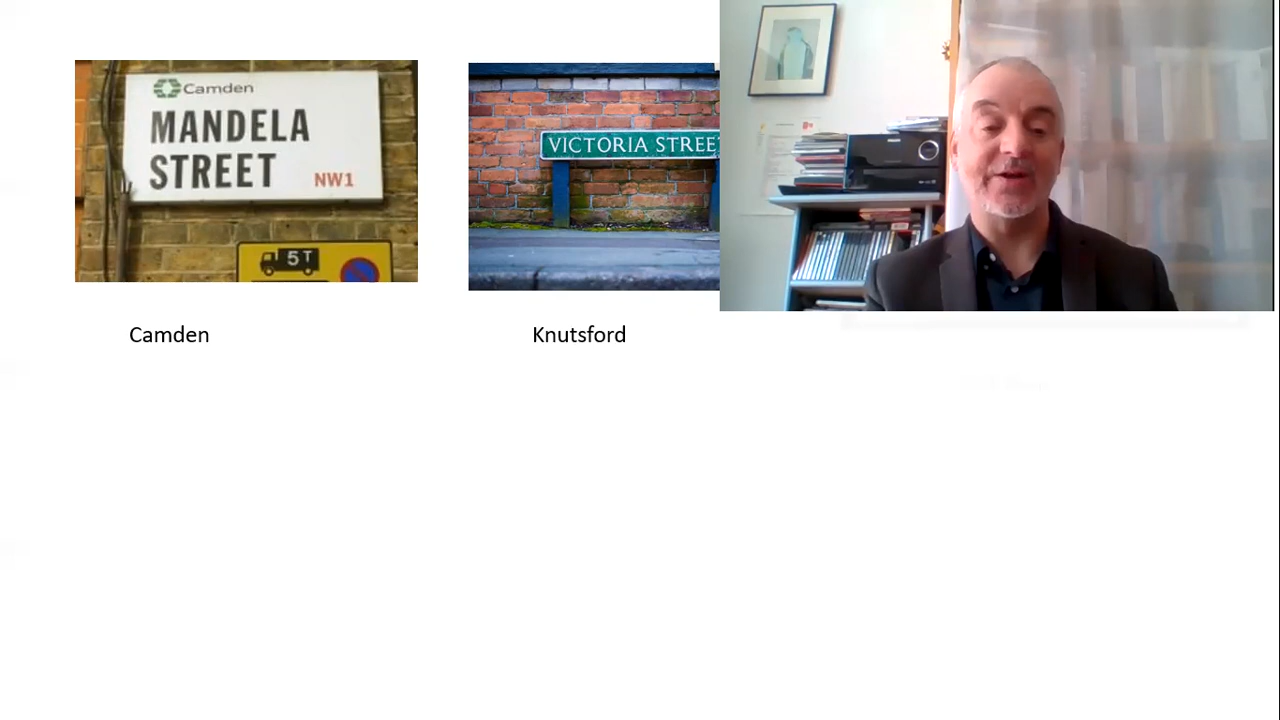 Camden
MANDELA
STREET
NW1
5T
VICTORIA STREE
Camden
Knutsford